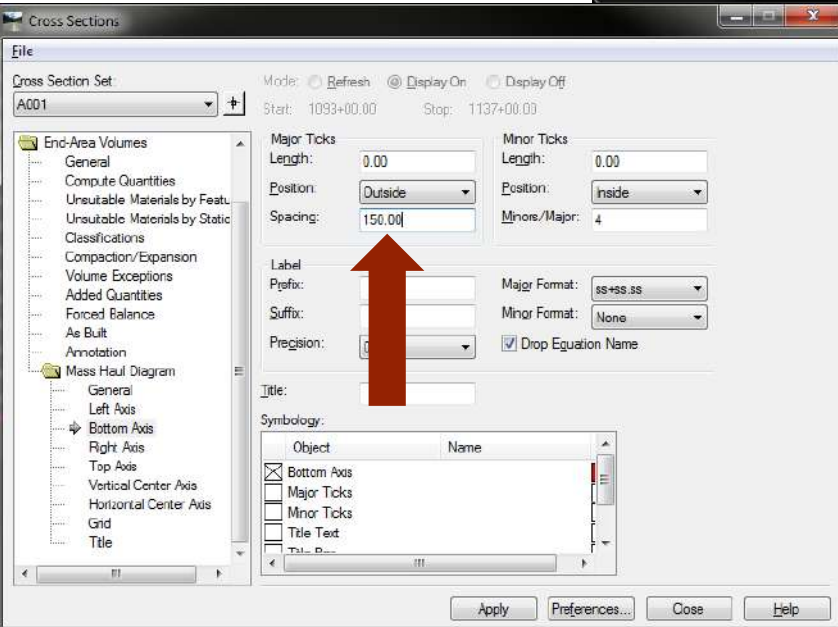 Cross Sections
File
Cross Section Set:
A001
End-Area Volumes
General
Compute Quantities
Unsuitable Materials by Featu
Unsuitable Materials by Static
Classifications
Compaction/Expansion
Volume Exceptions
Added Quantities
Forced Balance
As Built
Annotation
Mass Haul Diagram
General
Left Axis
Bottom Axis
Right Axis
Top Axis
Vertical Center Axis
Horizontal Center Axis
Grid
Title
Mode: Refresh Display On Display Off
Start: 1093+00.00 Stop: 1137+00.00
Major Ticks
Length: 0.00
Position: Outside
Spacing: 150.00
Minor Ticks
Length: 0.00
Position: Inside
Minors/Major: 4
Label
Prefix:
Suffix:
Precision:
Major Format: ss+ss.ss
Minor Format: None
Drop Equation Name
Title:
Symbology:
Object Name
Bottom Axis
Major Ticks
Minor Ticks
Title Text
Apply Preferences... Close Help